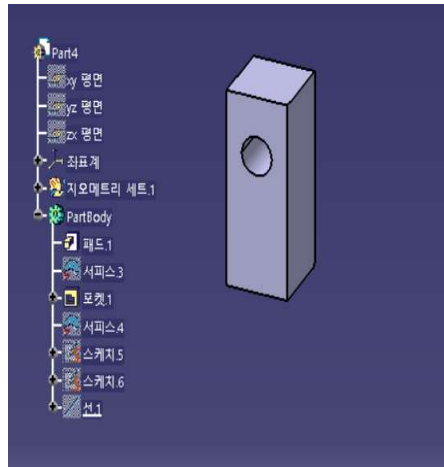 Part4
xy 평면
yz 평면
zx 평면
좌표계
지오메트리 세트.1
PartBody
패드.1
서피스.3
포켓.1
서피스.4
스케치.5
스케치.6
선.1